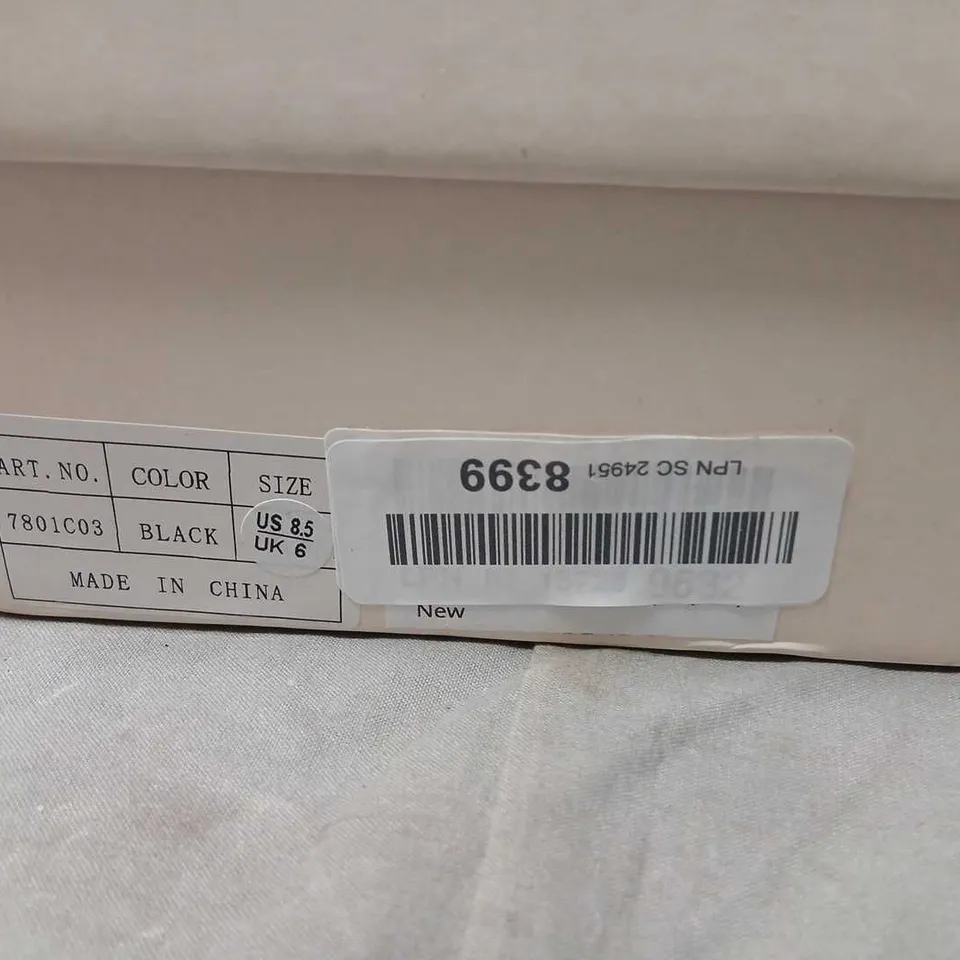 ART. NO. COLOR SIZE
7801C03 BLACK US 8.5
UK 6
MADE IN CHINA
LPN SC 24951 8399
New